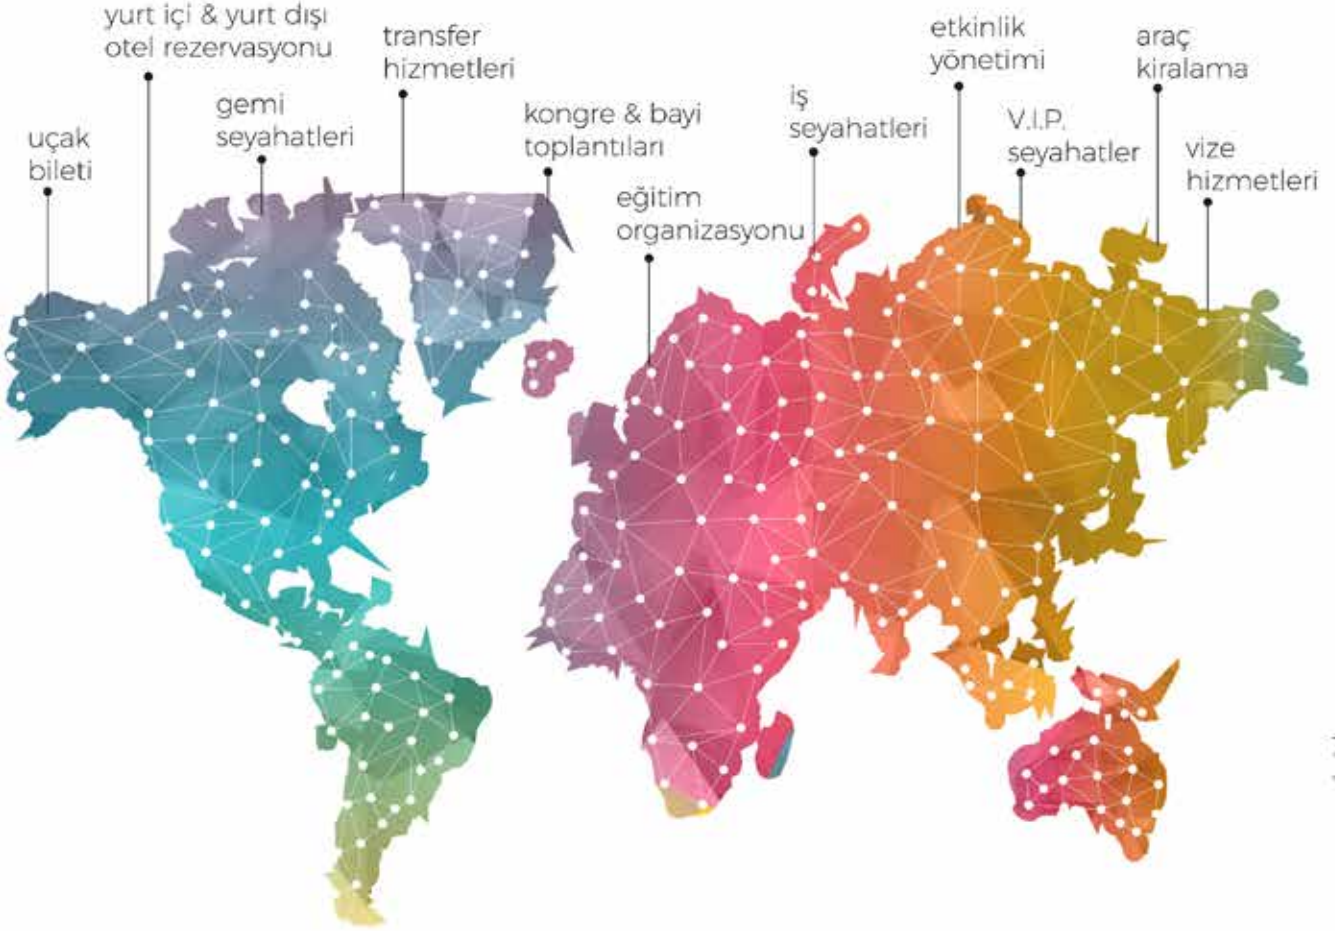 yurt içi & yurt dışı
otel rezervasyonu
transfer
hizmetleri
etkinlik
yönetimi
araç
kiralama
gemi
seyahatleri
kongre & bayi
toplantıları
iş
seyahatleri
V.I.P.
seyahatler
uçak
bileti
vize
hizmetleri
eğitim
organizasyonu